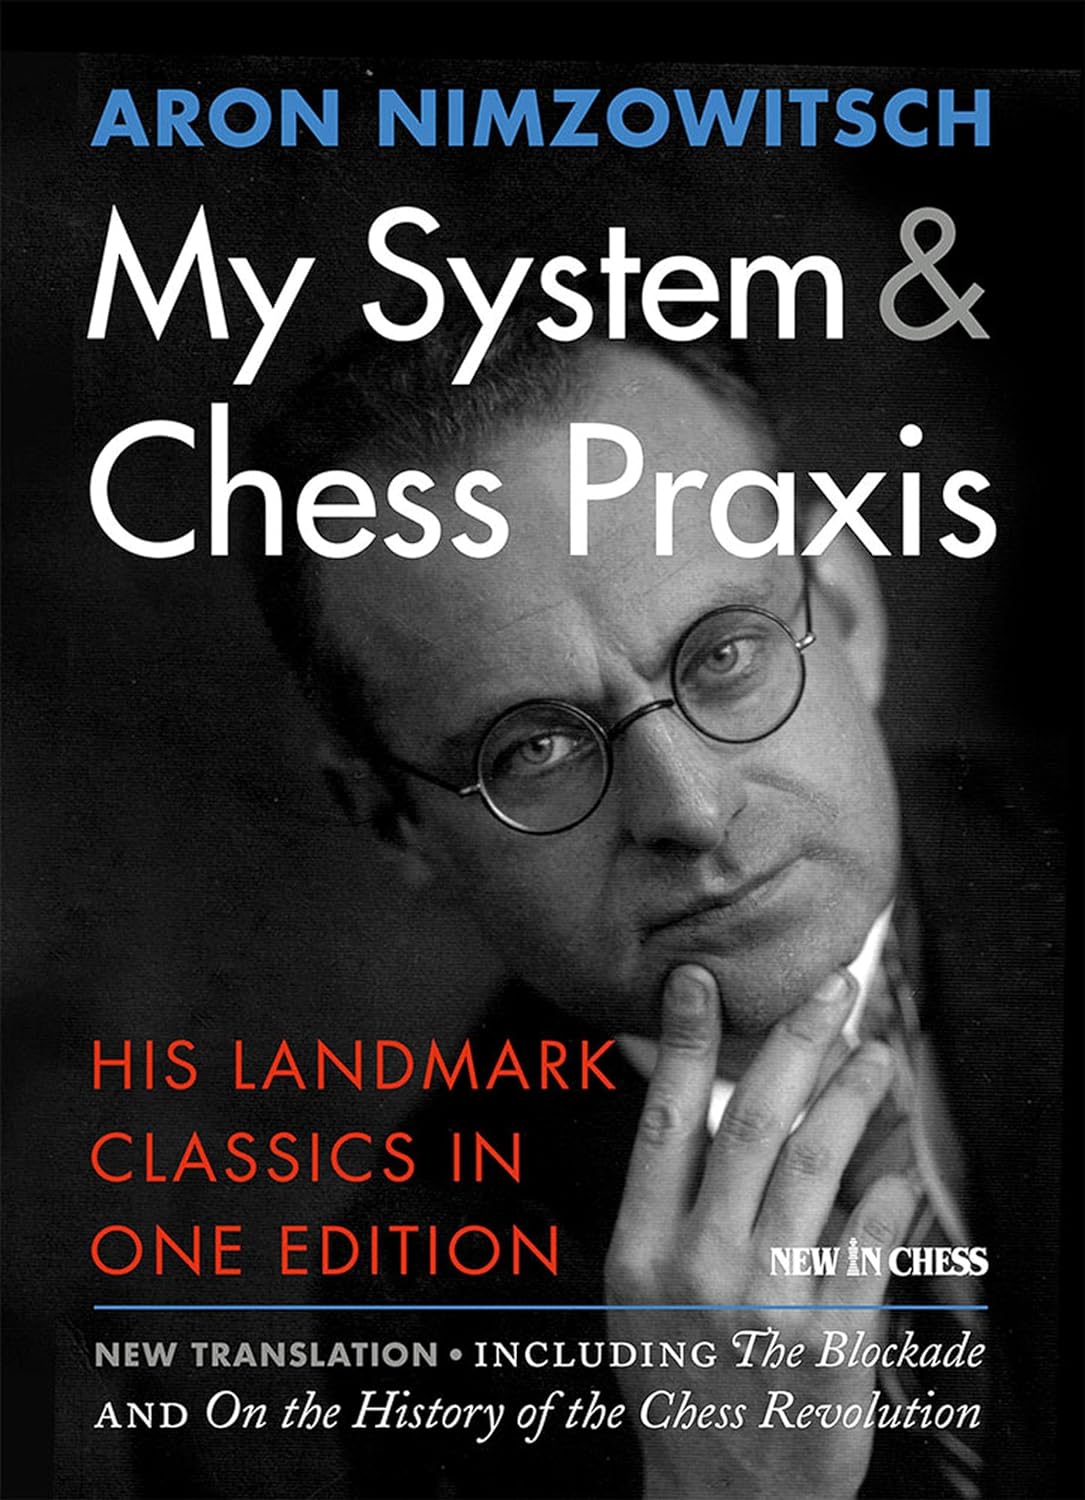 ARON NIMZOWITSCH
My System &
Chess Praxis
HIS LANDMARK
CLASSICS IN
ONE EDITION
NEW IN CHESS
NEW TRANSLATION • INCLUDING The Blockade
AND On the History of the Chess Revolution